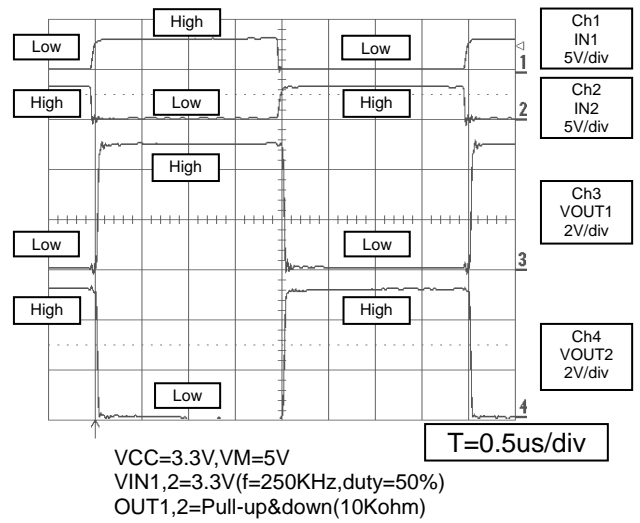 High
Low
Low
1
Ch1
IN1
5V/div
High
Low
High
2
Ch2
IN2
5V/div
High
Ch3
VOUT1
2V/div
Low
Low
3
High
High
Ch4
VOUT2
2V/div
Low
4
T=0.5us/div
VCC=3.3V,VM=5V
VIN1,2=3.3V(f=250KHz,duty=50%)
OUT1,2=Pull-up&down(10Kohm)